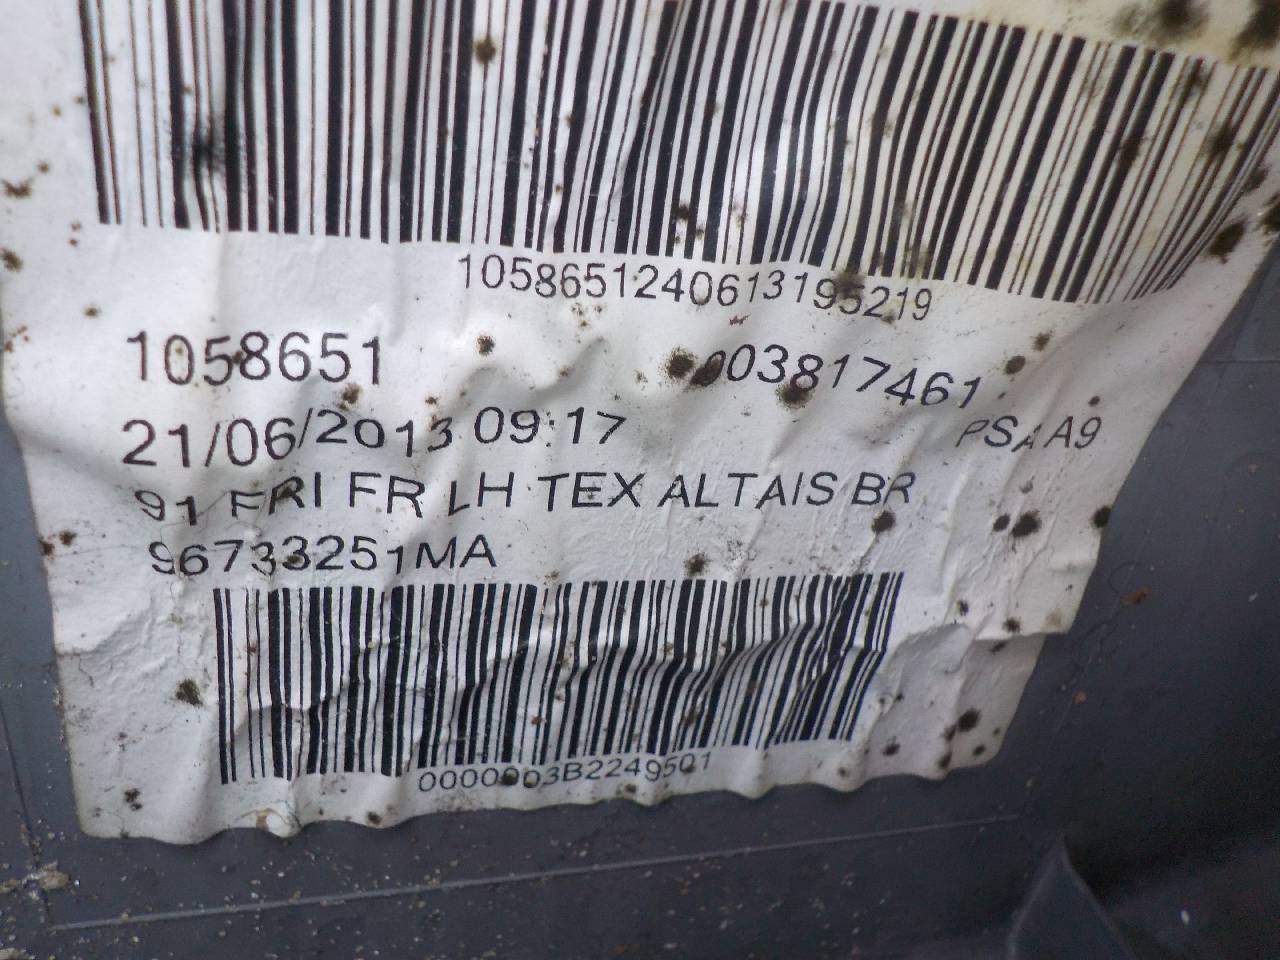 1058651240613195219
1058651 003817461
21/06/2013 09:17 PSA A9
91 FRI FR LH TEX ALTAIS BR
96733251MA
0000003B2249501